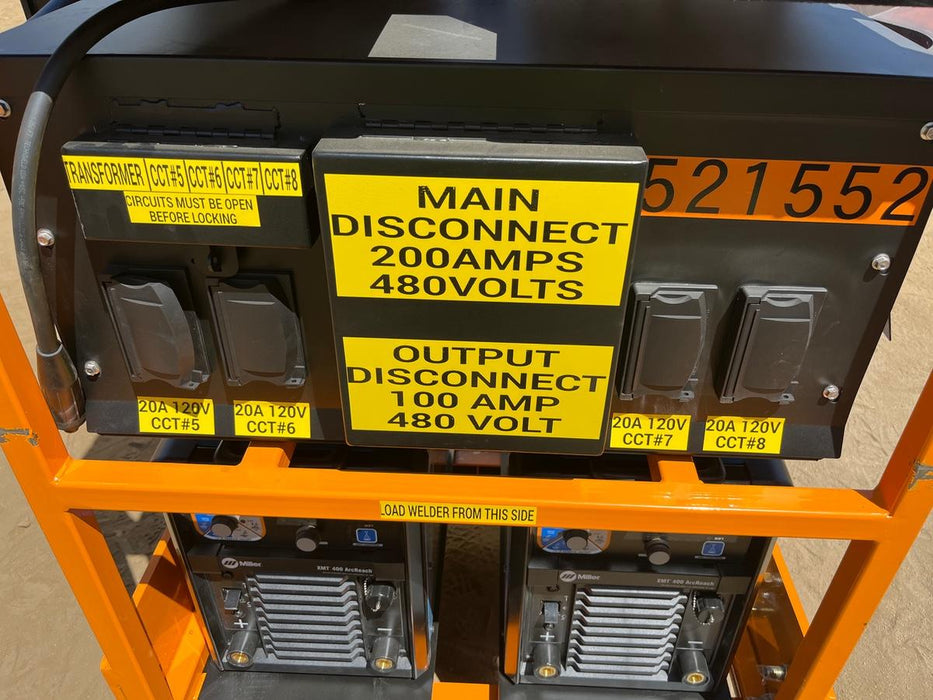 TRANSFORMER CCT#5 CCT#6 CCT#7 CCT#8
CIRCUITS MUST BE OPEN
BEFORE LOCKING
MAIN
DISCONNECT
200AMPS
480VOLTS
521552
OUTPUT
DISCONNECT
100 AMP
480 VOLT
20A 120V
CCT#5
20A 120V
CCT#6
20A 120V
CCT#7
20A 120V
CCT#8
LOAD WELDER FROM THIS SIDE
Miller
XMT 400 ArcReach
Miller
XMT 400 ArcReach